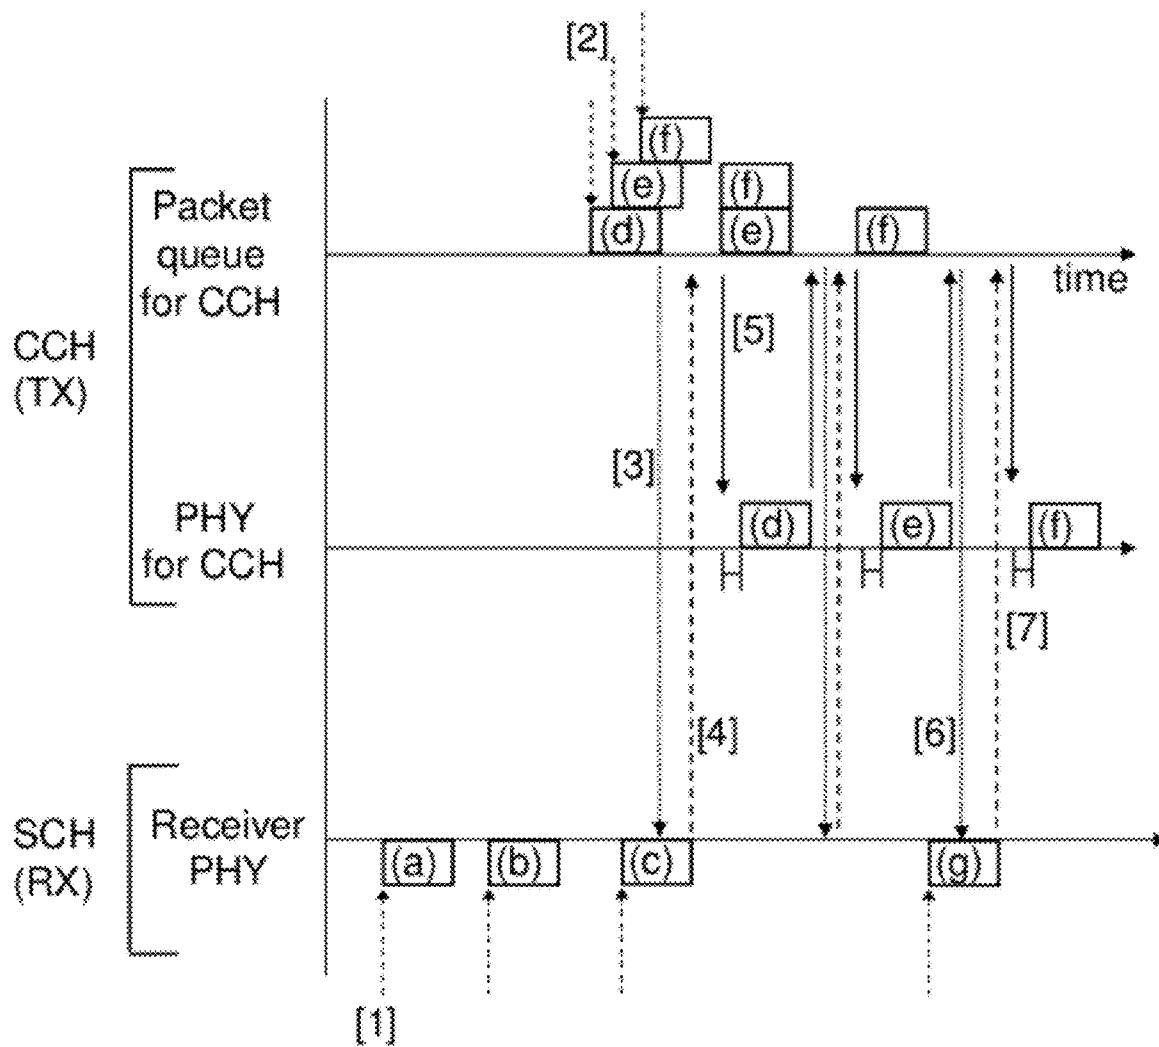 [2]
(f)
(e)
(f)
(d)
(e)
(f)
Packet
queue
for CCH
time
CCH
(TX)
[5]
[3]
PHY
for CCH
(d)
(e)
(f)
[7]
[4]
[6]
SCH
(RX)
Receiver
PHY
(a)
(b)
(c)
(g)
[1]